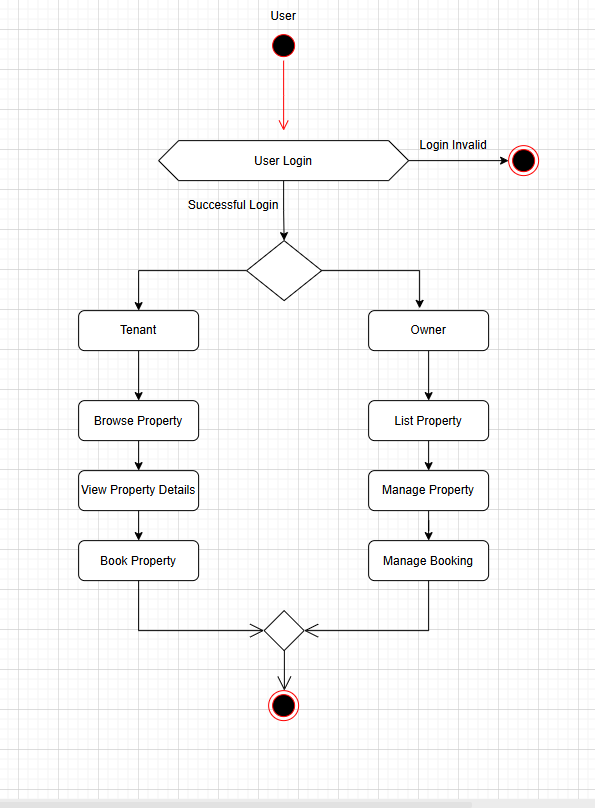 User
User Login
Login Invalid
Successful Login
Tenant
Owner
Browse Property
List Property
View Property Details
Manage Property
Book Property
Manage Booking